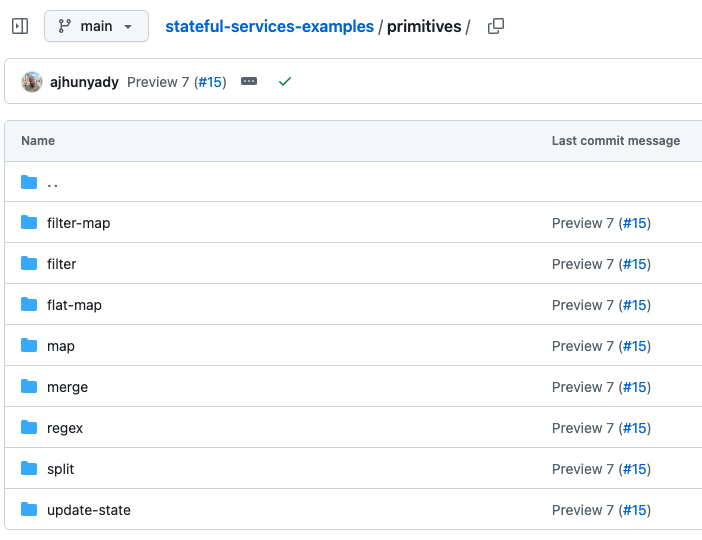 main
stateful-services-examples / primitives /
ajhunyady Preview 7 (#15)
Name Last commit message
..
filter-map Preview 7 (#15)
filter Preview 7 (#15)
flat-map Preview 7 (#15)
map Preview 7 (#15)
merge Preview 7 (#15)
regex Preview 7 (#15)
split Preview 7 (#15)
update-state Preview 7 (#15)